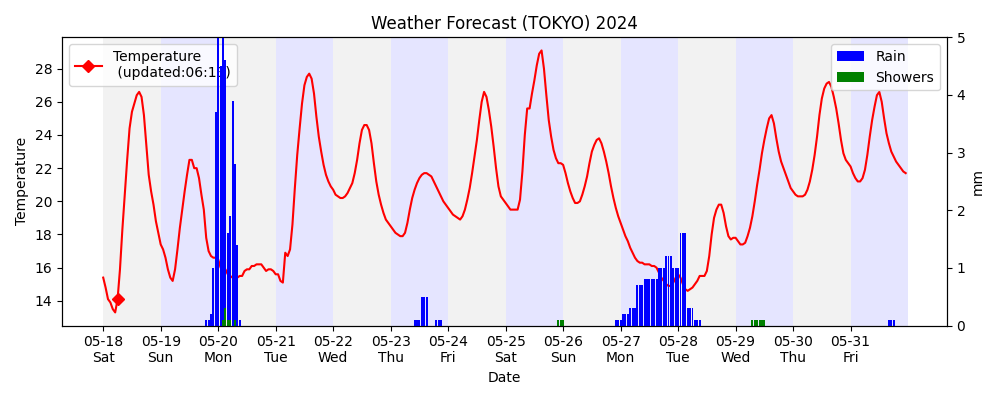 Weather Forecast (TOKYO) 2024
Temperature
(updated:06:1
Rain
Showers
Temperature
28
26
24
22
20
18
16
14
5
4
3
2
1
0
mm
05-18 05-19 05-20 05-21 05-22 05-23 05-24 05-25 05-26 05-27 05-28 05-29 05-30 05-31
Sat Sun Mon Tue Wed Thu Fri Sat Sun Mon Tue Wed Thu Fri
Date